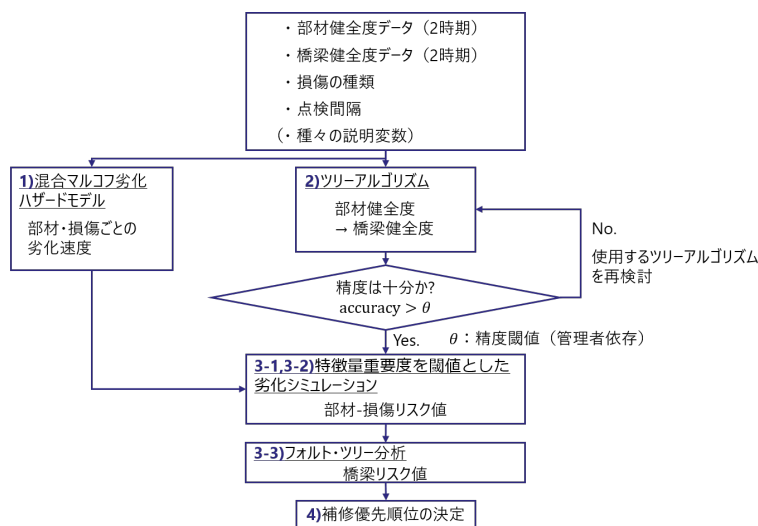 ・部材健全度データ（2時期）
・橋梁健全度データ（2時期）
・損傷の種類
・点検間隔
（・種々の説明変数）
1)混合マルコフ劣化
ハザードモデル
部材・損傷ごとの
劣化速度
2)ツリーアルゴリズム
部材健全度
→ 橋梁健全度
No.
使用するツリーアルゴリズム
を再検討
精度は十分か?
accuracy > θ
Yes.
θ：精度閾値（管理者依存）
3-1,3-2)特徴量重要度を閾値とした
劣化シミュレーション
部材-損傷リスク値
3-3)フォルト・ツリー分析
橋梁リスク値
4)補修優先順位の決定